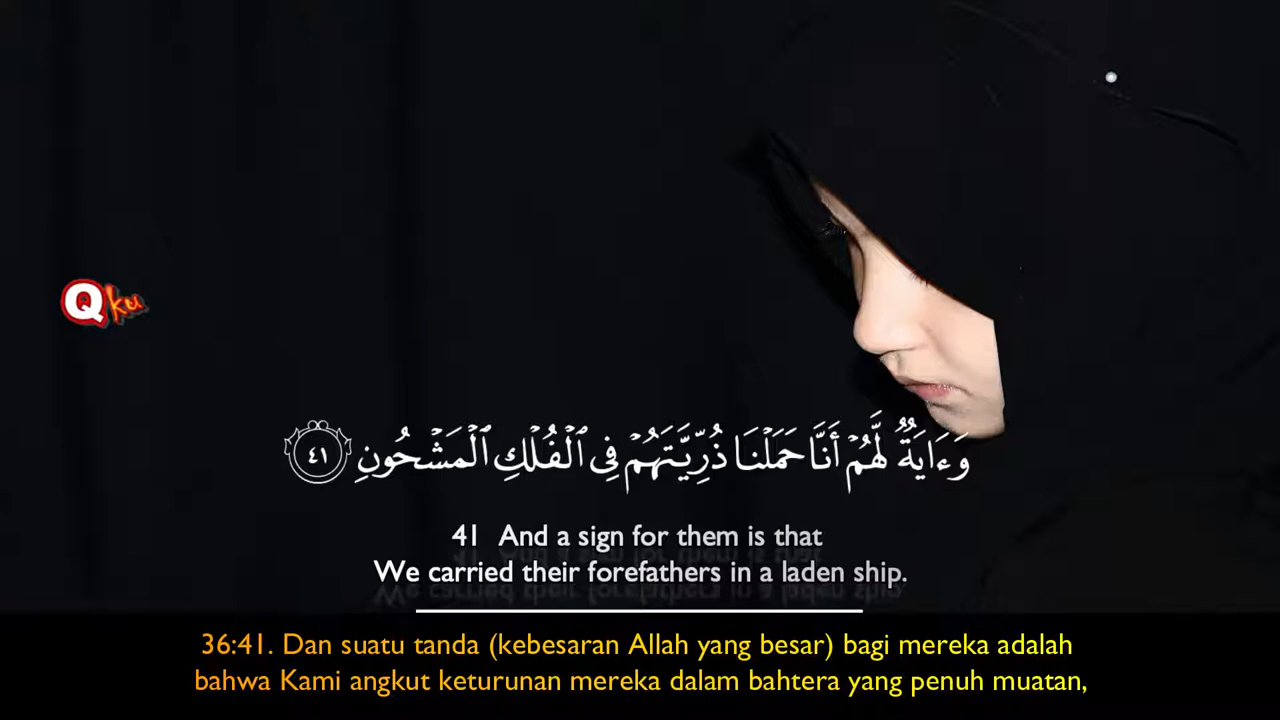 Qku
وَءَايَةٌ لَّهُمْ أَنَّا حَمَلْنَا ذُرِّيَّتَهُمْ فِى ٱلْفُلْكِ ٱلْمَشْحُونِ ٤١
41 And a sign for them is that
We carried their forefathers in a laden ship.
36:41. Dan suatu tanda (kebesaran Allah yang besar) bagi mereka adalah
bahwa Kami angkut keturunan mereka dalam bahtera yang penuh muatan,